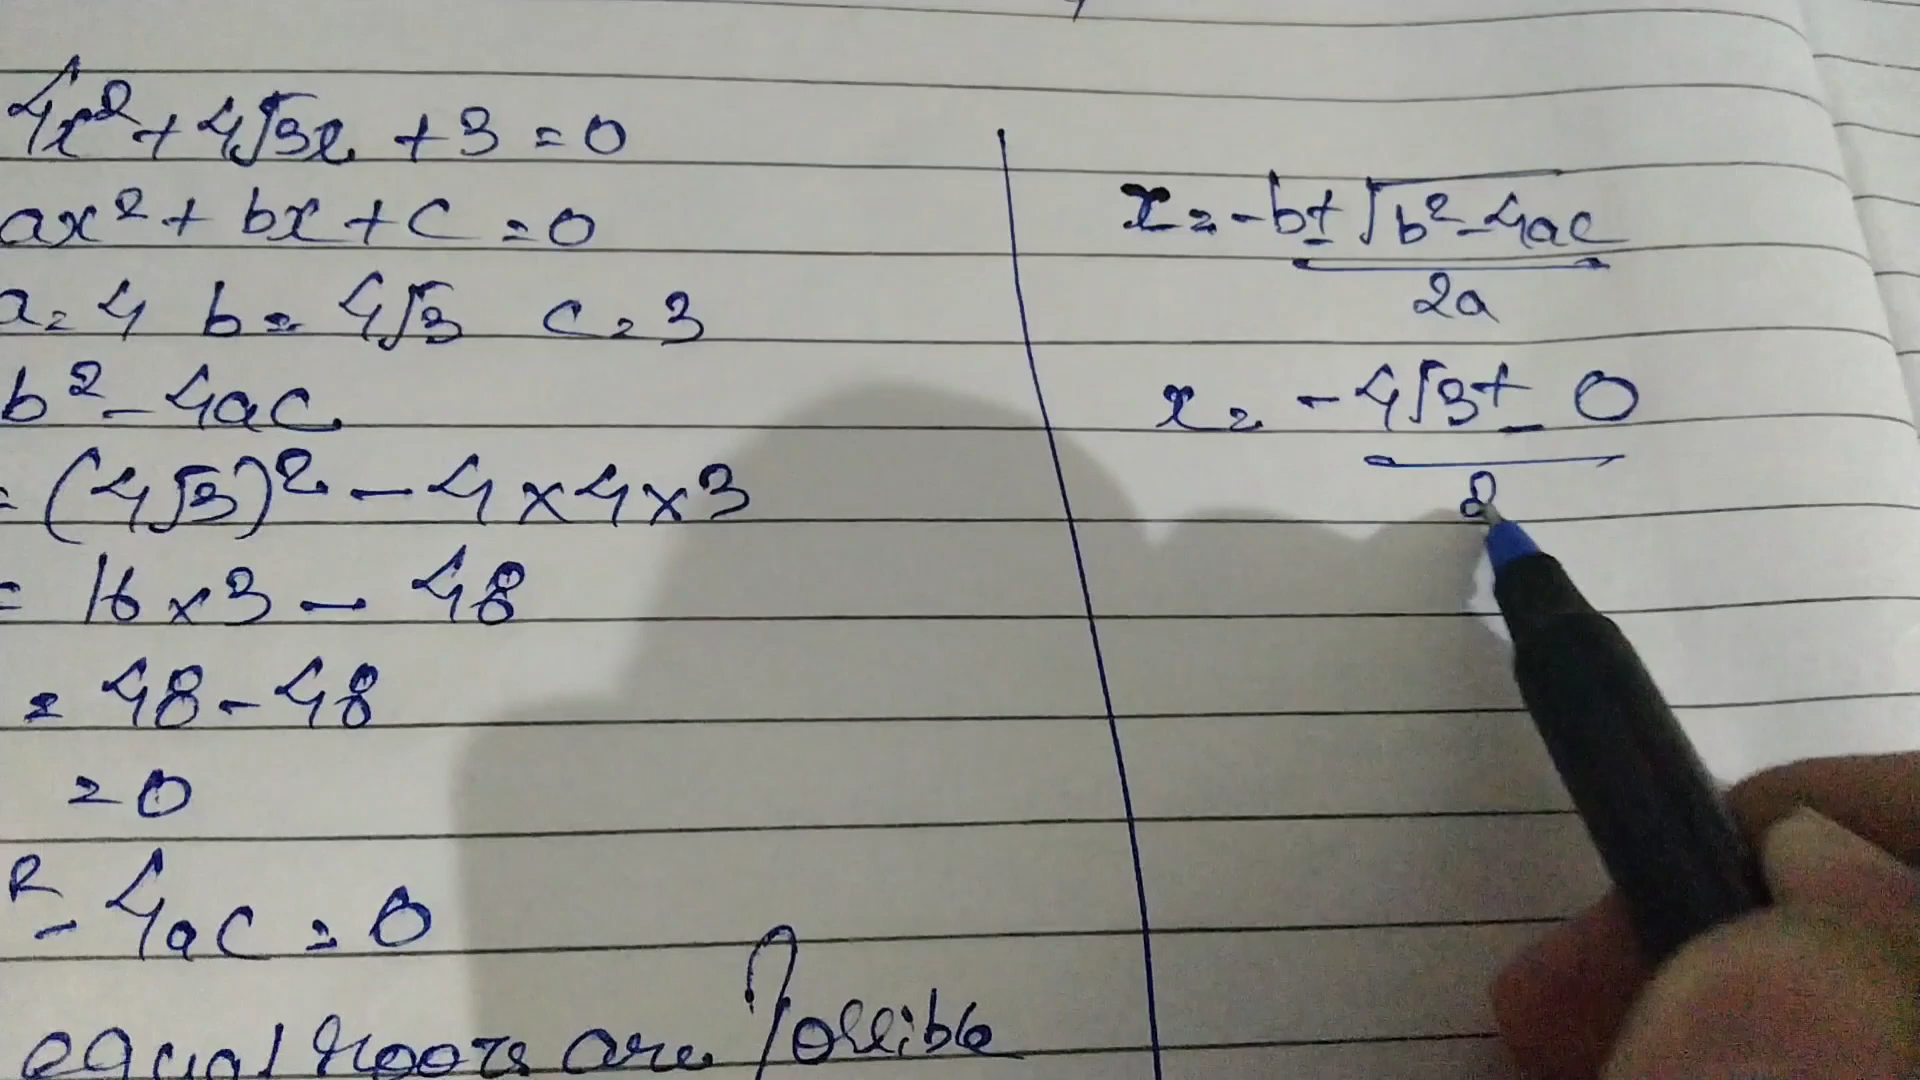 4x² + 4√3x + 3 = 0
ax² + bx + c = 0
a = 4 b = 4√3 c = 3
b² - 4ac
= (4√3)² - 4 × 4 × 3
= 16 × 3 - 48
= 48 - 48
= 0
² - 4ac = 0
equal roots are possible
x = -b ± √b² - 4ac
2a
x = -4√3 ± 0
8